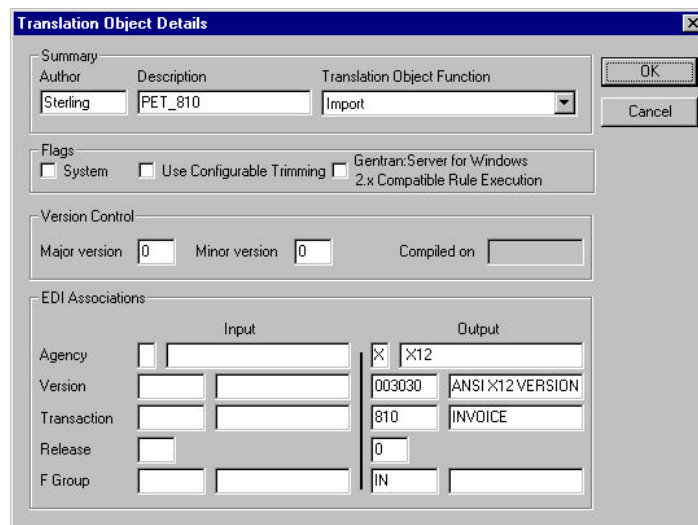 Translation Object Details
Summary
Author Description Translation Object Function
Sterling PET_810 Import
OK
Cancel
Flags
System Use Configurable Trimming Gentran:Server for Windows
2.x Compatible Rule Execution
Version Control
Major version 0 Minor version 0 Compiled on
EDI Associations
Input Output
Agency X X12
Version 003030 ANSI X12 VERSION
Transaction 810 INVOICE
Release 0
F Group IN